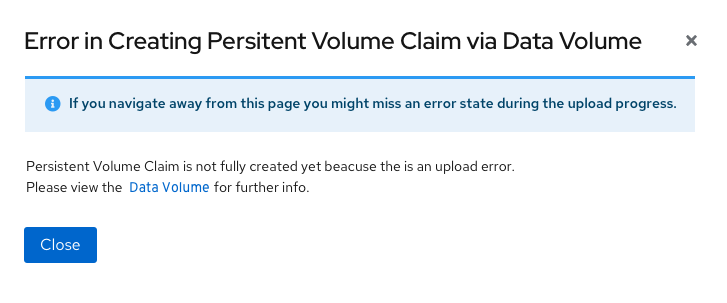 Error in Creating Persitent Volume Claim via Data Volume
If you navigate away from this page you might miss an error state during the upload progress.
Persistent Volume Claim is not fully created yet beacuse the is an upload error.
Please view the Data Volume for further info.
Close